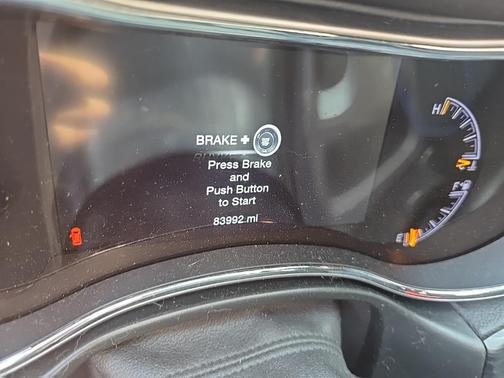 BRAKE +
Press Brake
and
Push Button
to Start
83992 mi
H